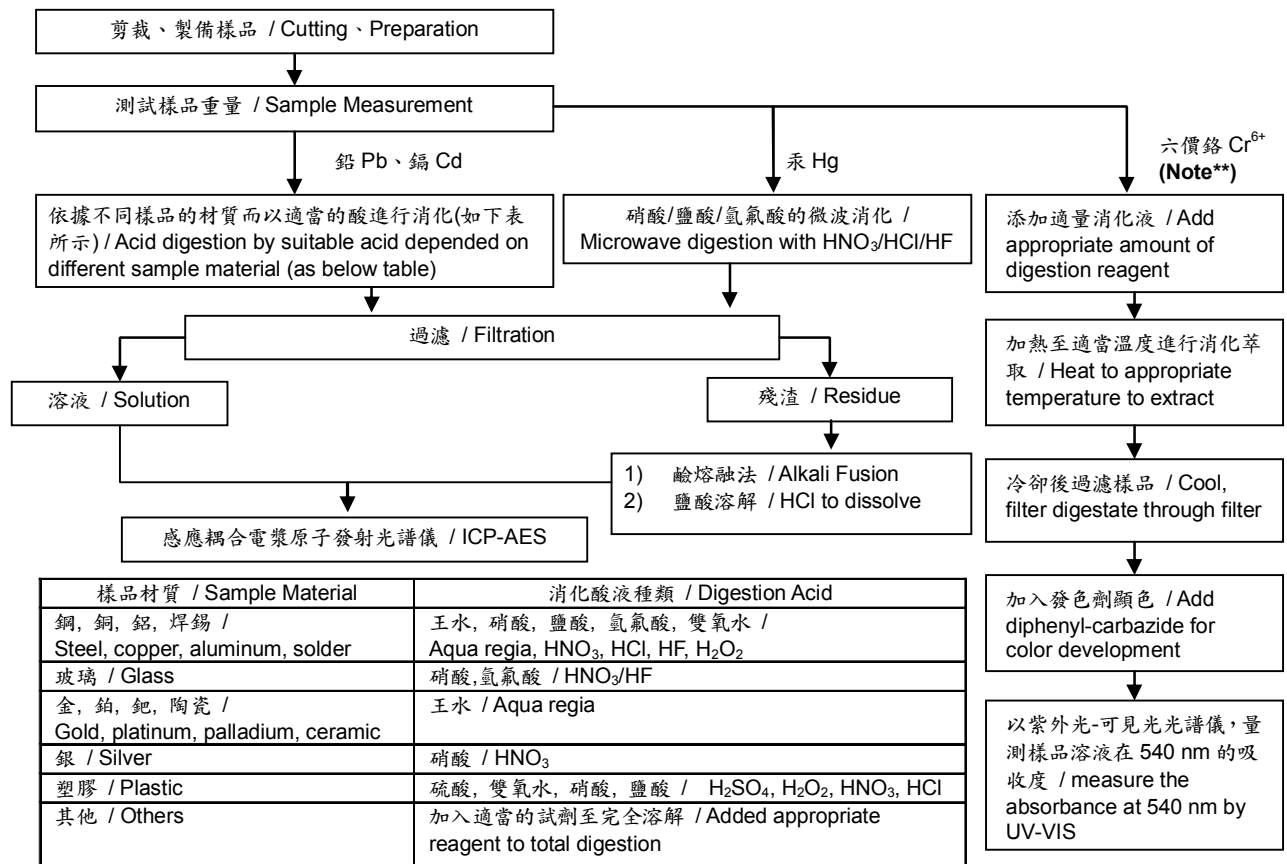 剪裁、製備樣品 / Cutting、Preparation
測試樣品重量 / Sample Measurement
鉛 Pb、鎘 Cd
汞 Hg
六價鉻 Cr6+
(Note**)
依據不同樣品的材質而以適當的酸進行消化(如下表
所示) / Acid digestion by suitable acid depended on
different sample material (as below table)
硝酸/鹽酸/氫氟酸的微波消化 /
Microwave digestion with HNO3/HCl/HF
添加適量消化液 / Add
appropriate amount of
digestion reagent
過濾 / Filtration
加熱至適當溫度進行消化萃
取 / Heat to appropriate
temperature to extract
溶液 / Solution
殘渣 / Residue
1) 鹼熔融法 / Alkali Fusion
2) 鹽酸溶解 / HCl to dissolve
冷卻後過濾樣品 / Cool,
filter digestate through filter
感應耦合電漿原子發射光譜儀 / ICP-AES
加入發色劑顯色 / Add
diphenyl-carbazide for
color development
以紫外光-可見光光譜儀,量
測樣品溶液在 540 nm 的吸
收度 / measure the
absorbance at 540 nm by
UV-VIS
樣品材質 / Sample Material
消化酸液種類 / Digestion Acid
鋼, 銅, 鋁, 焊錫 /
Steel, copper, aluminum, solder
王水, 硝酸, 鹽酸, 氫氟酸, 雙氧水 /
Aqua regia, HNO3, HCl, HF, H2O2
玻璃 / Glass
硝酸,氫氟酸 / HNO3/HF
金, 鉑, 鈀, 陶瓷 /
Gold, platinum, palladium, ceramic
王水 / Aqua regia
銀 / Silver
硝酸 / HNO3
塑膠 / Plastic
硫酸, 雙氧水, 硝酸, 鹽酸 / H2SO4, H2O2, HNO3, HCl
其他 / Others
加入適當的試劑至完全溶解 / Added appropriate
reagent to total digestion